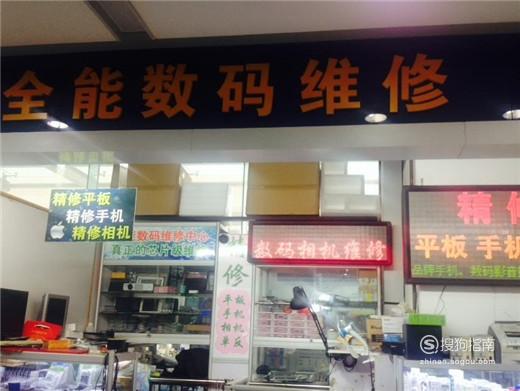 全能数码维修
精修平板
精修手机
精修相机
数码维修中心
真正的芯片级维
数码相机维修
修
平板
手机
相机
单反
精修
平板 手机
品牌手机。数码影音
搜狗指南
zhinan.sogou.com